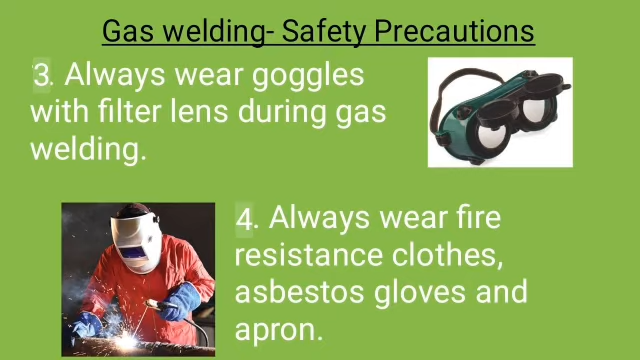 Gas welding- Safety Precautions
3. Always wear goggles
with filter lens during gas
welding.
4. Always wear fire
resistance clothes,
asbestos gloves and
apron.